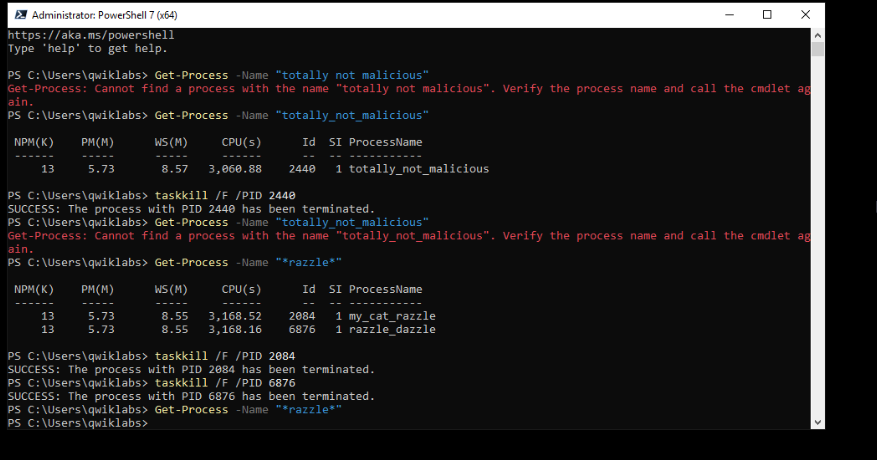 Administrator: PowerShell 7 (x64)
https://aka.ms/powershell
Type 'help' to get help.
PS C:\Users\qwiklabs> Get-Process -Name "totally not malicious"
Get-Process: Cannot find a process with the name "totally not malicious". Verify the process name and call the cmdlet ag
ain.
PS C:\Users\qwiklabs> Get-Process -Name "totally_not_malicious"
NPM(K) PM(M) WS(M) CPU(s) Id SI ProcessName
------ ----- ----- ------ -- -- -----------
13 5.73 8.57 3,060.88 2440 1 totally_not_malicious
PS C:\Users\qwiklabs> taskkill /F /PID 2440
SUCCESS: The process with PID 2440 has been terminated.
PS C:\Users\qwiklabs> Get-Process -Name "totally_not_malicious"
Get-Process: Cannot find a process with the name "totally_not_malicious". Verify the process name and call the cmdlet ag
ain.
PS C:\Users\qwiklabs> Get-Process -Name "*razzle*"
NPM(K) PM(M) WS(M) CPU(s) Id SI ProcessName
------ ----- ----- ------ -- -- -----------
13 5.73 8.55 3,168.52 2084 1 my_cat_razzle
13 5.73 8.55 3,168.16 6876 1 razzle_dazzle
PS C:\Users\qwiklabs> taskkill /F /PID 2084
SUCCESS: The process with PID 2084 has been terminated.
PS C:\Users\qwiklabs> taskkill /F /PID 6876
SUCCESS: The process with PID 6876 has been terminated.
PS C:\Users\qwiklabs> Get-Process -Name "*razzle*"
PS C:\Users\qwiklabs>